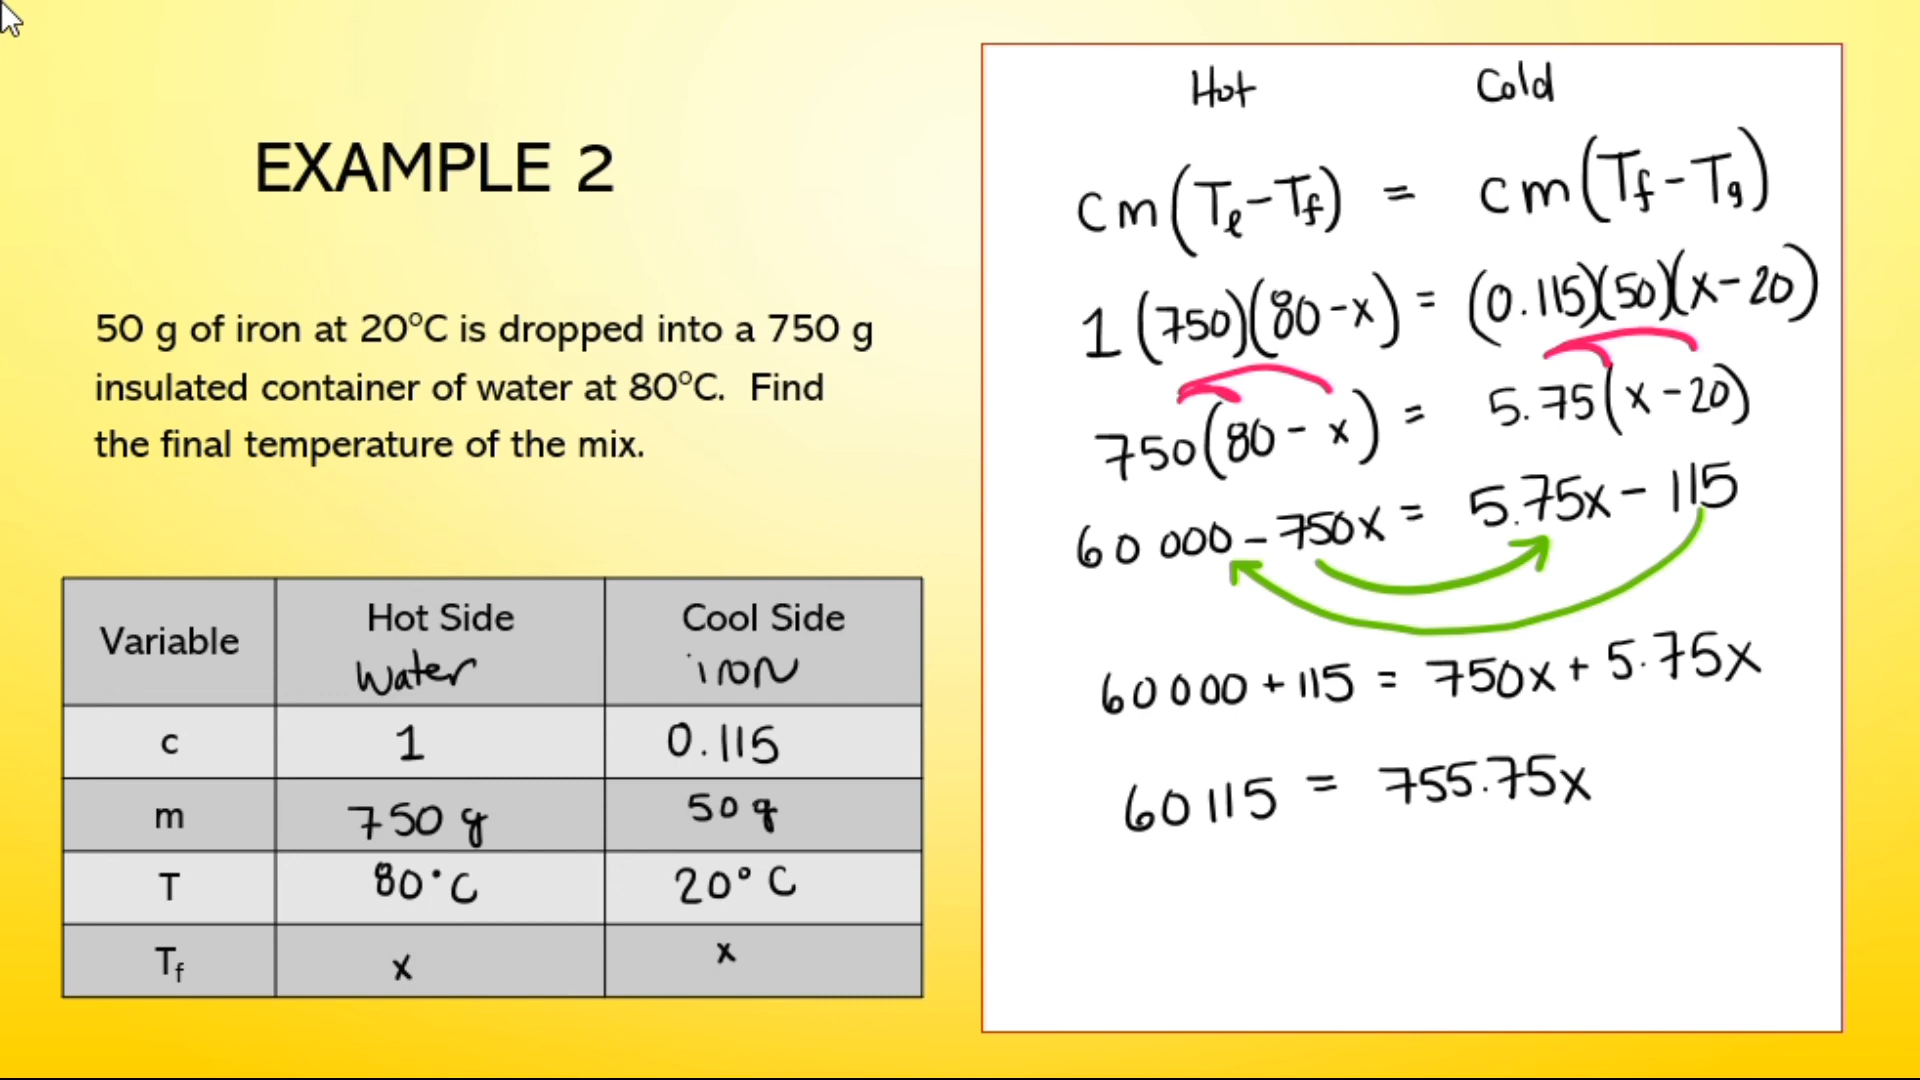 EXAMPLE 2
50 g of iron at 20°C is dropped into a 750 g
insulated container of water at 80°C. Find
the final temperature of the mix.
Variable Hot Side Cool Side
Water iron
c 1 0.115
m 750 g 50 g
T 80°C 20°C
Tf x x
Hot Cold
cm(Tl-Tf) = cm(Tf-Tg)
1(750)(80-x) = (0.115)(50)(x-20)
750(80-x) = 5.75(x-20)
60 000 - 750x = 5.75x - 115
60000 + 115 = 750x + 5.75x
60115 = 755.75x